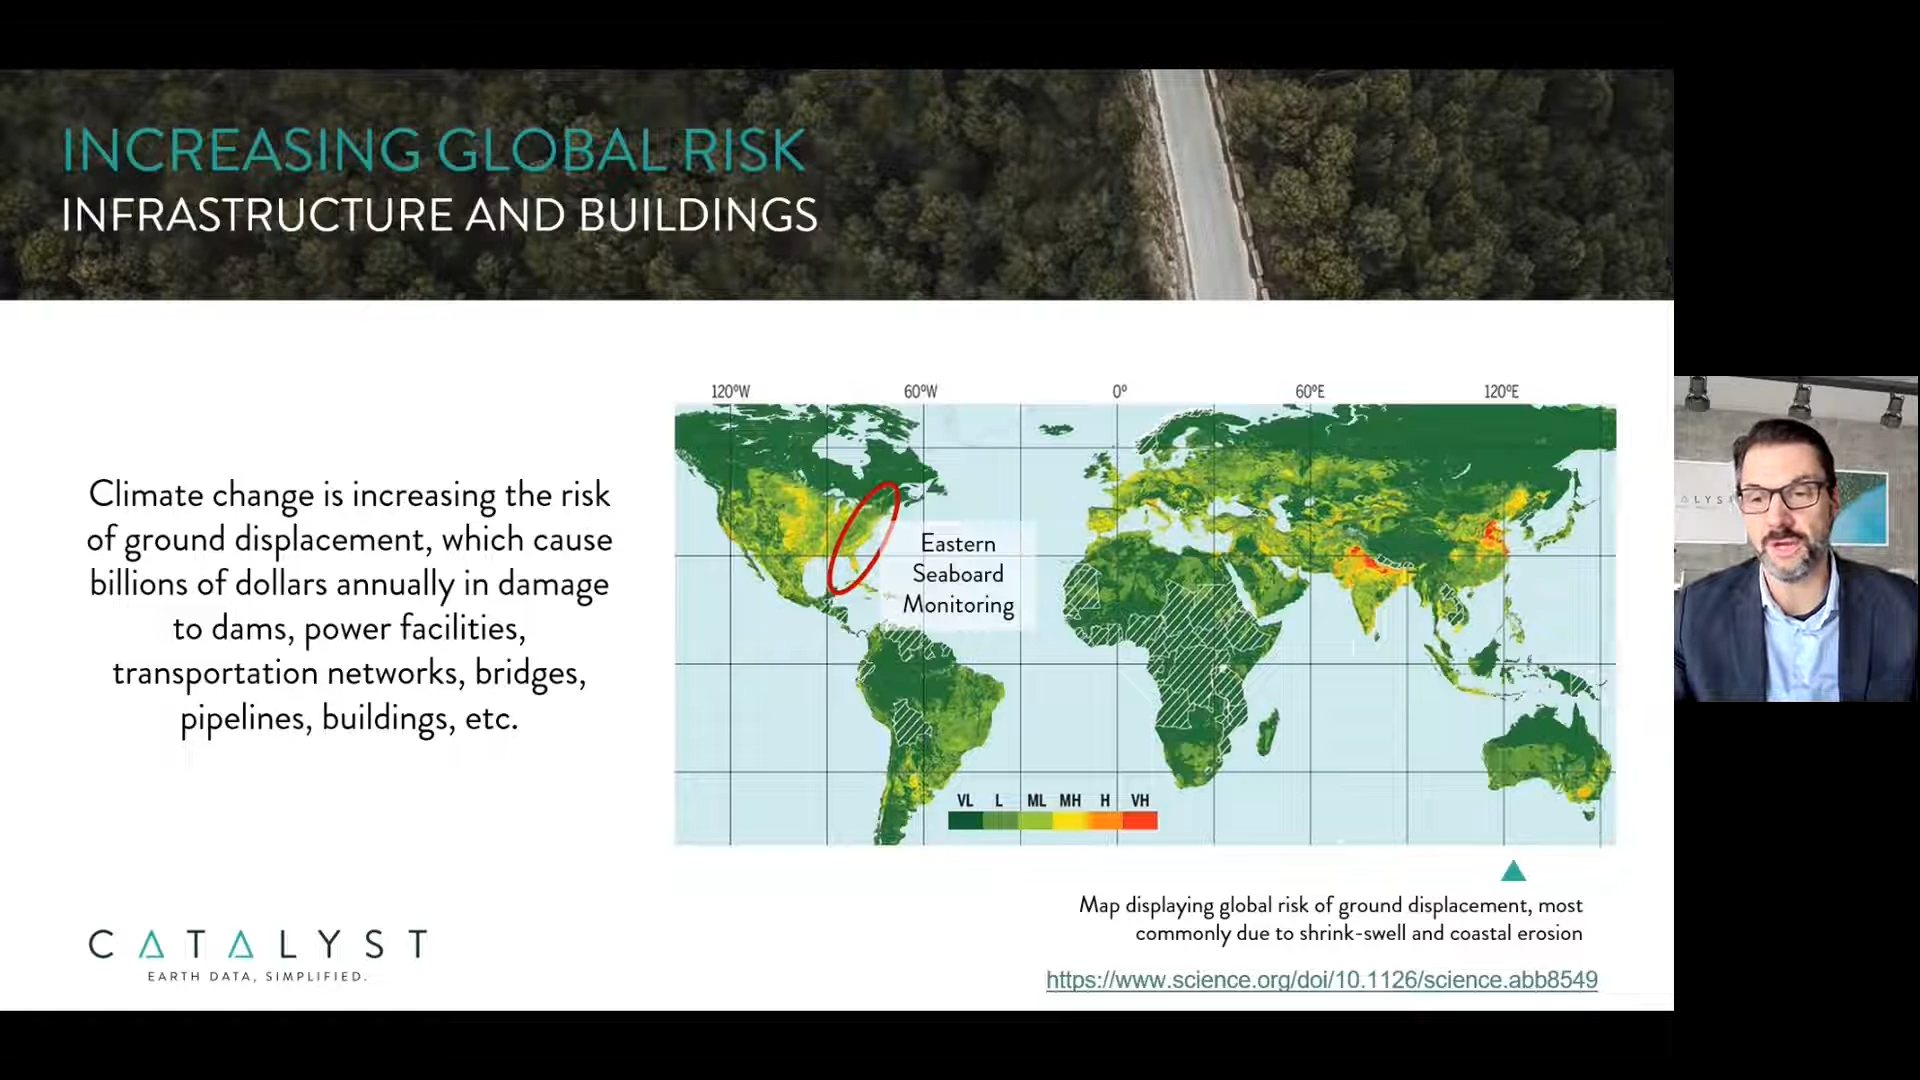 INCREASING GLOBAL RISK
INFRASTRUCTURE AND BUILDINGS
Climate change is increasing the risk
of ground displacement, which cause
billions of dollars annually in damage
to dams, power facilities,
transportation networks, bridges,
pipelines, buildings, etc.
120°W 60°W 0° 60°E 120°E
Eastern
Seaboard
Monitoring
VL L ML MH H VH
Map displaying global risk of ground displacement, most
commonly due to shrink-swell and coastal erosion
https://www.science.org/doi/10.1126/science.abb8549
CATALYST
EARTH DATA, SIMPLIFIED.